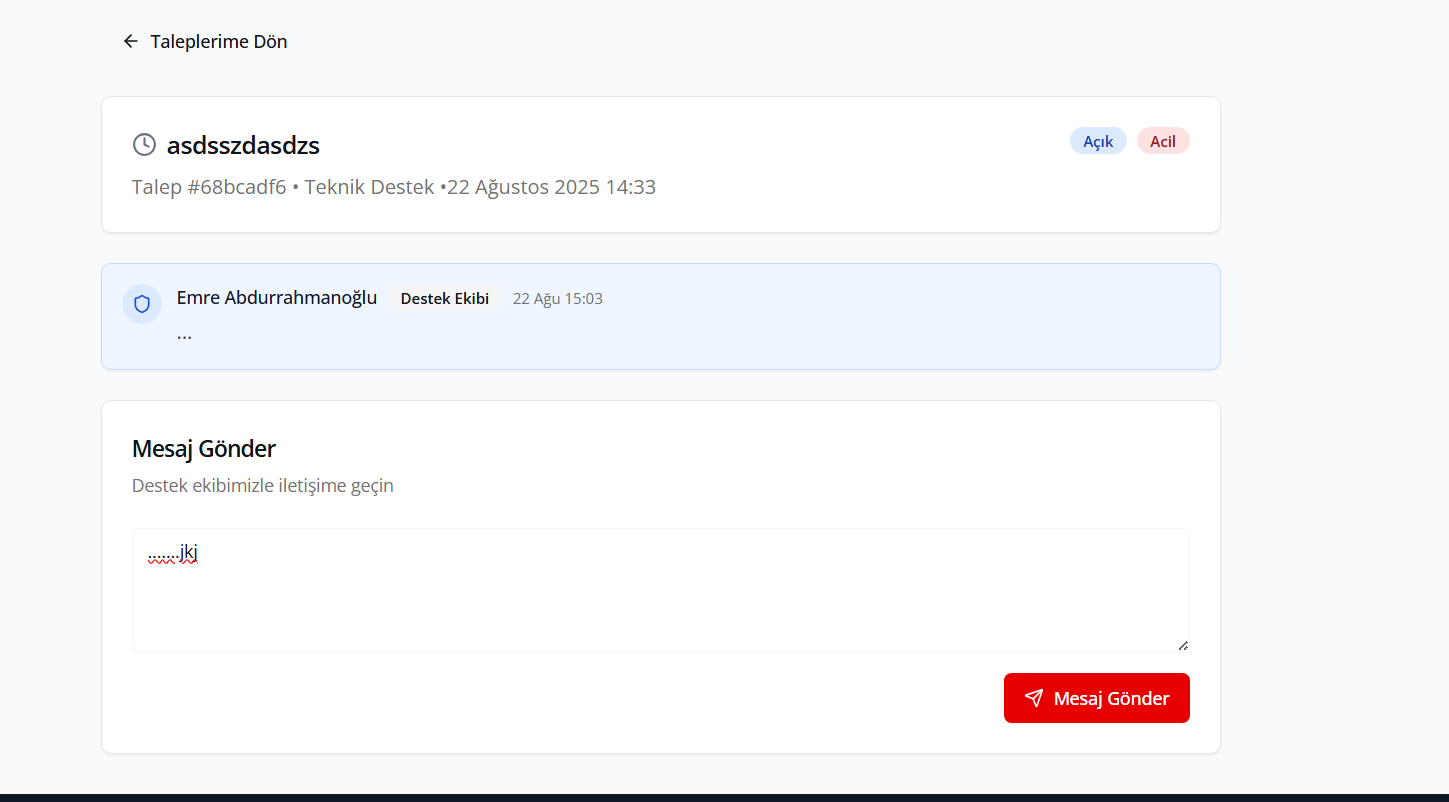 Taleplerime Dön
asdsszdasdzs
Açık Acil
Talep #68bcadf6 • Teknik Destek •22 Ağustos 2025 14:33
Emre Abdurrahmanoğlu Destek Ekibi 22 Ağu 15:03
...
Mesaj Gönder
Destek ekibimizle iletişime geçin
.......jkj
Mesaj Gönder